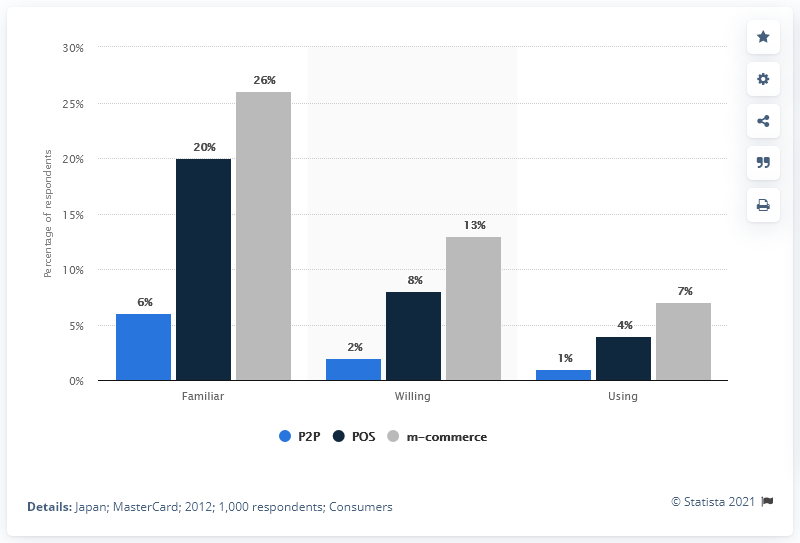 30%
25%
20%
15%
10%
5%
0%
Percentage of respondents
6%
20%
26%
2%
8%
13%
1%
4%
7%
Familiar
Willing
Using
P2P POS m-commerce
Details: Japan; MasterCard; 2012; 1,000 respondents; Consumers
© Statista 2021